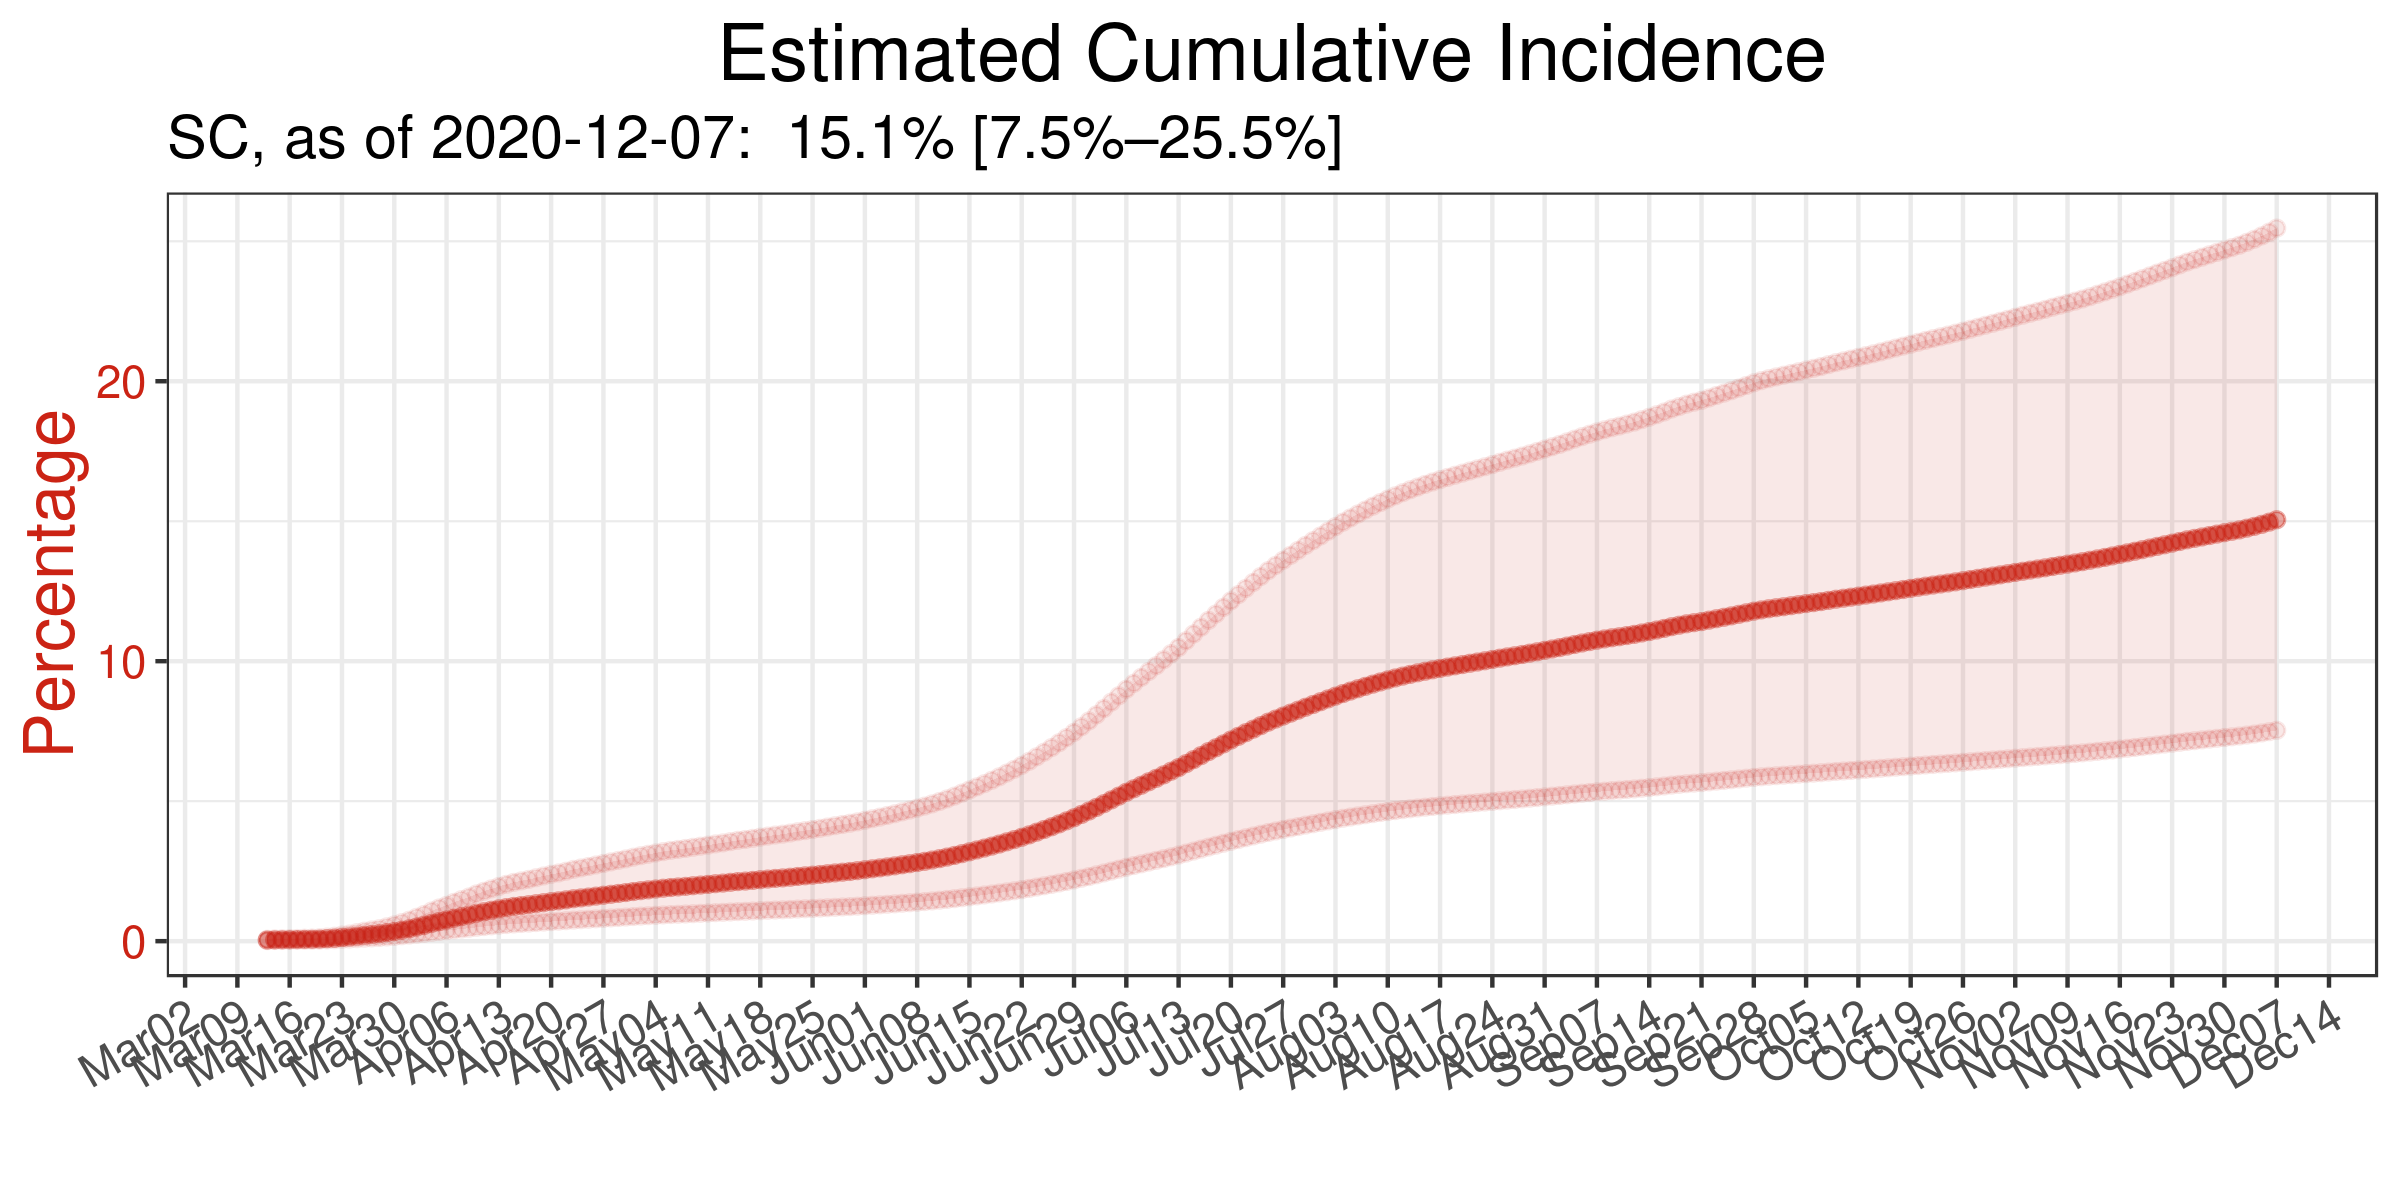 Estimated Cumulative Incidence
SC, as of 2020-12-07:  15.1% [7.5%–25.5%]
Percentage
20
10
0
Mar02
Mar09
Mar16
Mar23
Mar30
Apr06
Apr13
Apr20
Apr27
May04
May11
May18
May25
Jun01
Jun08
Jun15
Jun22
Jun29
Jul06
Jul13
Jul20
Jul27
Aug03
Aug10
Aug17
Aug24
Aug31
Sep07
Sep14
Sep21
Sep28
Oct05
Oct12
Oct19
Oct26
Nov02
Nov09
Nov16
Nov23
Nov30
Dec07
Dec14